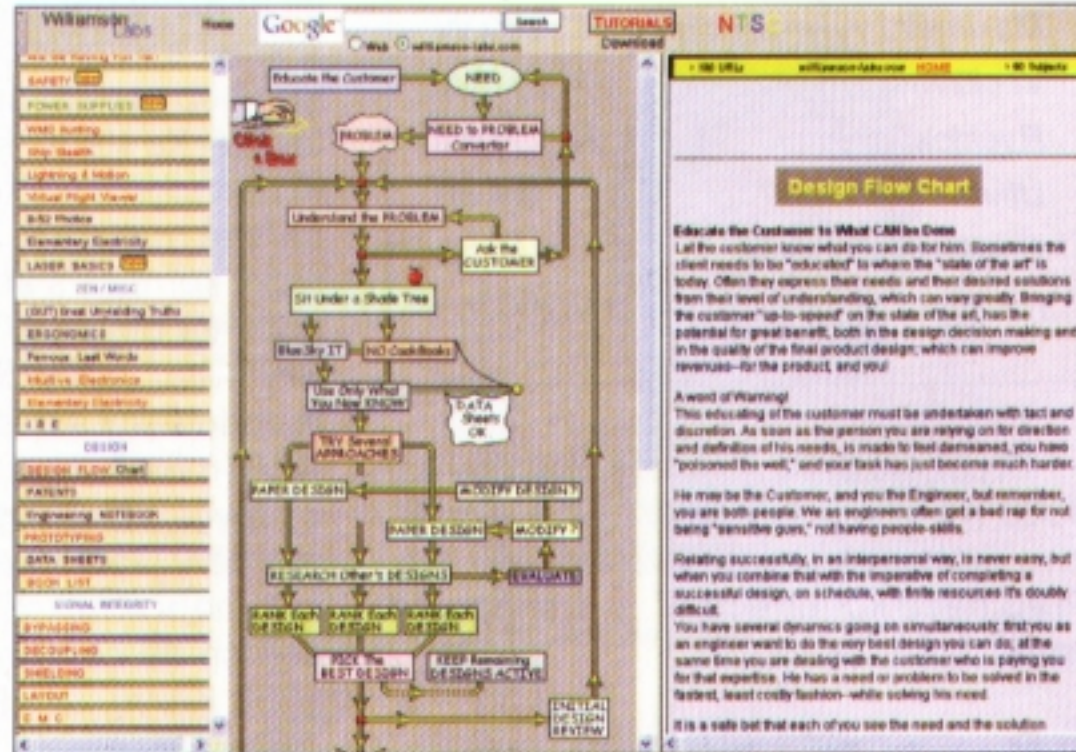 Williamson
Labs
Home
Google
Search
Web
williamson-labs.com
TUTORIALS
Download
NTS
SAFETY
POWER SUPPLIES
WMD Hunting
Ship Stealth
Lightning & Motion
Virtual Flight Viewer
B-52 Photos
Elementary Electricity
LASER BASICS
ZEN / MISC
(GUT) Great Unyielding Truths
ERGONOMICS
Famous Last Words
Intuitive Electronics
Elementary Electricity
DESIGN
DESIGN FLOW Chart
PATENTS
Engineering NOTEBOOK
PROTOTYPING
DATA SHEETS
BOOK LIST
SIGNAL INTEGRITY
BYPASSING
DECOUPLING
SHIELDING
LAYOUT
E M C
Educate the Customer
NEED
PROBLEM
NEED to PROBLEM
Convertor
Understand the PROBLEM
Ask the
CUSTOMER
Sit Under a Shade Tree
BlueSky IT
NO CookBooks
Use Only What
You Now KNOW
DATA
Sheets
OK
TRY Several
APPROACHES
PAPER DESIGN
MODIFY DESIGN?
PAPER DESIGN
MODIFY?
RESEARCH Other's DESIGNS
EVALUATE
RANK Each
DESIGN
RANK Each
DESIGN
RANK Each
DESIGN
PICK The
BEST DESIGN
KEEP Remaining
DESIGNS ACTIVE
INITIAL
DESIGN
REVIEW
williamson-labs.com HOME
Design Flow Chart
Educate the Customer to What CAN be Done
Let the customer know what you can do for him. Sometimes the
client needs to be "educated" to where the "state of the art" is
today. Often they express their needs and their desired solutions
from their level of understanding, which can vary greatly. Bringing
the customer "up-to-speed" on the state of the art, has the
potential for great benefit, both in the design decision making and
in the quality of the final product design; which can improve
revenues--for the product, and you!
A word of Warning!
This educating of the customer must be undertaken with tact and
discretion. As soon as the person you are relying on for direction
and definition of his needs, is made to feel demeaned, you have
"poisoned the well," and your task has just become much harder.
He may be the Customer, and you the Engineer, but remember,
you are both people. We as engineers often get a bad rap for not
being "sensitive guys," not having people-skills.
Relating successfully, in an interpersonal way, is never easy, but
when you combine that with the imperative of completing a
successful design, on schedule, with finite resources it's doubly
difficult.
You have several dynamics going on simultaneously: first you as
an engineer want to do the very best design you can do; at the
same time you are dealing with the customer who is paying you
for that expertise. He has a need or problem to be solved in the
fastest, least costly fashion--while solving his need.
It is a safe bet that each of you see the need and the solution